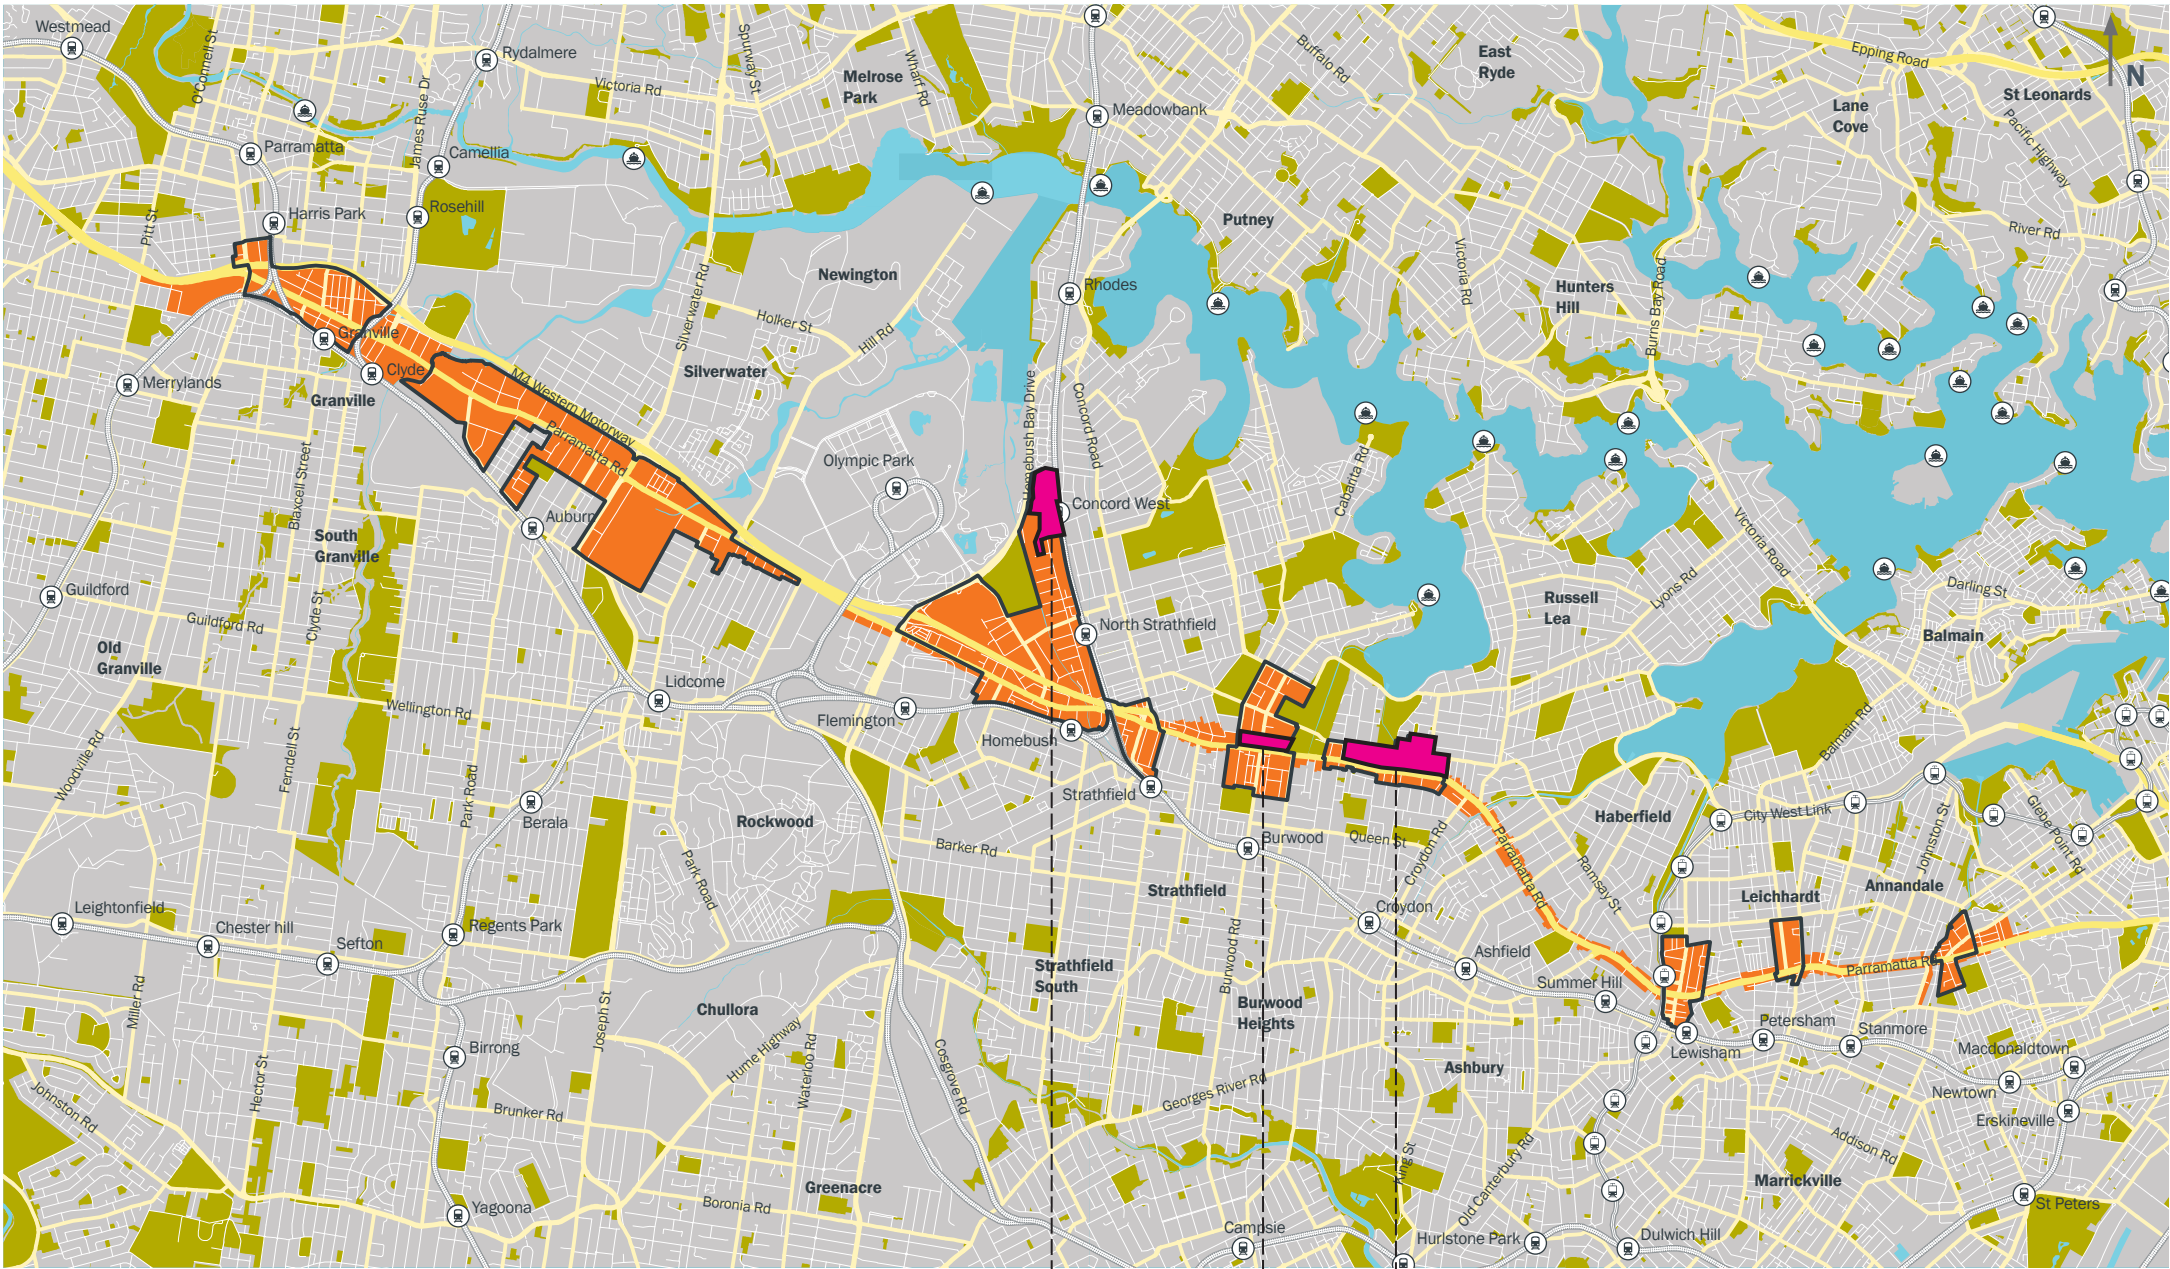 Westmead
O'Connell St
James Ruse Dr
Rydalmere
Victoria Rd
Spurway St
Melrose
Park
Wharf Rd
Meadowbank
Buffalo Rd
East
Ryde
Epping Road
N
Lane
Cove
St Leonards
Pacific Highway
Parramatta
Camellia
Pitt St
Harris Park
Rosehill
Putney
River Rd
Victoria Rd
Silverwater Rd
Newington
Rhodes
Hunters
Hill
Burns Bay Road
Holker St
Hill Rd
Granville
Clyde
Merrylands
Granville
Silverwater
M4 Western Motorway
Parramatta Rd
Homebush Bay Drive
Concord Road
Olympic Park
Cabarita Rd
Blaxcell Street
Concord West
Auburn
South
Granville
Victoria Road
Guildford
Guildford Rd
Clyde St
Russell
Lea
Lyons Rd
Darling St
North Strathfield
Balmain
Old
Granville
Lidcome
Wellington Rd
Flemington
Homebush
Balmain Rd
Woodville Rd
Ferndell St
Park Road
Strathfield
Berala
Rockwood
Haberfield
City West Link
Johnston St
Glebe Point Rd
Barker Rd
Burwood
Queen St
Croydon Rd
Parramatta Rd
Ramsay St
Park Road
Strathfield
Leichhardt
Annandale
Leightonfield
Chester hill
Sefton
Regents Park
Croydon
Burwood Rd
Ashfield
Strathfield
South
Summer Hill
Parramatta R
Miller Rd
Joseph St
Chullora
Burwood
Heights
Petersham
Stanmore
Hume Highway
Waterloo Rd
Cosgrove Rd
Lewisham
Macdonaldtown
Birrong
Hector St
Ashbury
Newtown
Georges River Rd
Johnston Rd
Brunker Rd
Erskineville
Addison Rd
King St
Old Canterbury Rd
Greenacre
Marrickville
Yagoona
Boronia Rd
St Peters
Campsie
Hurlstone Park
Dulwich Hill